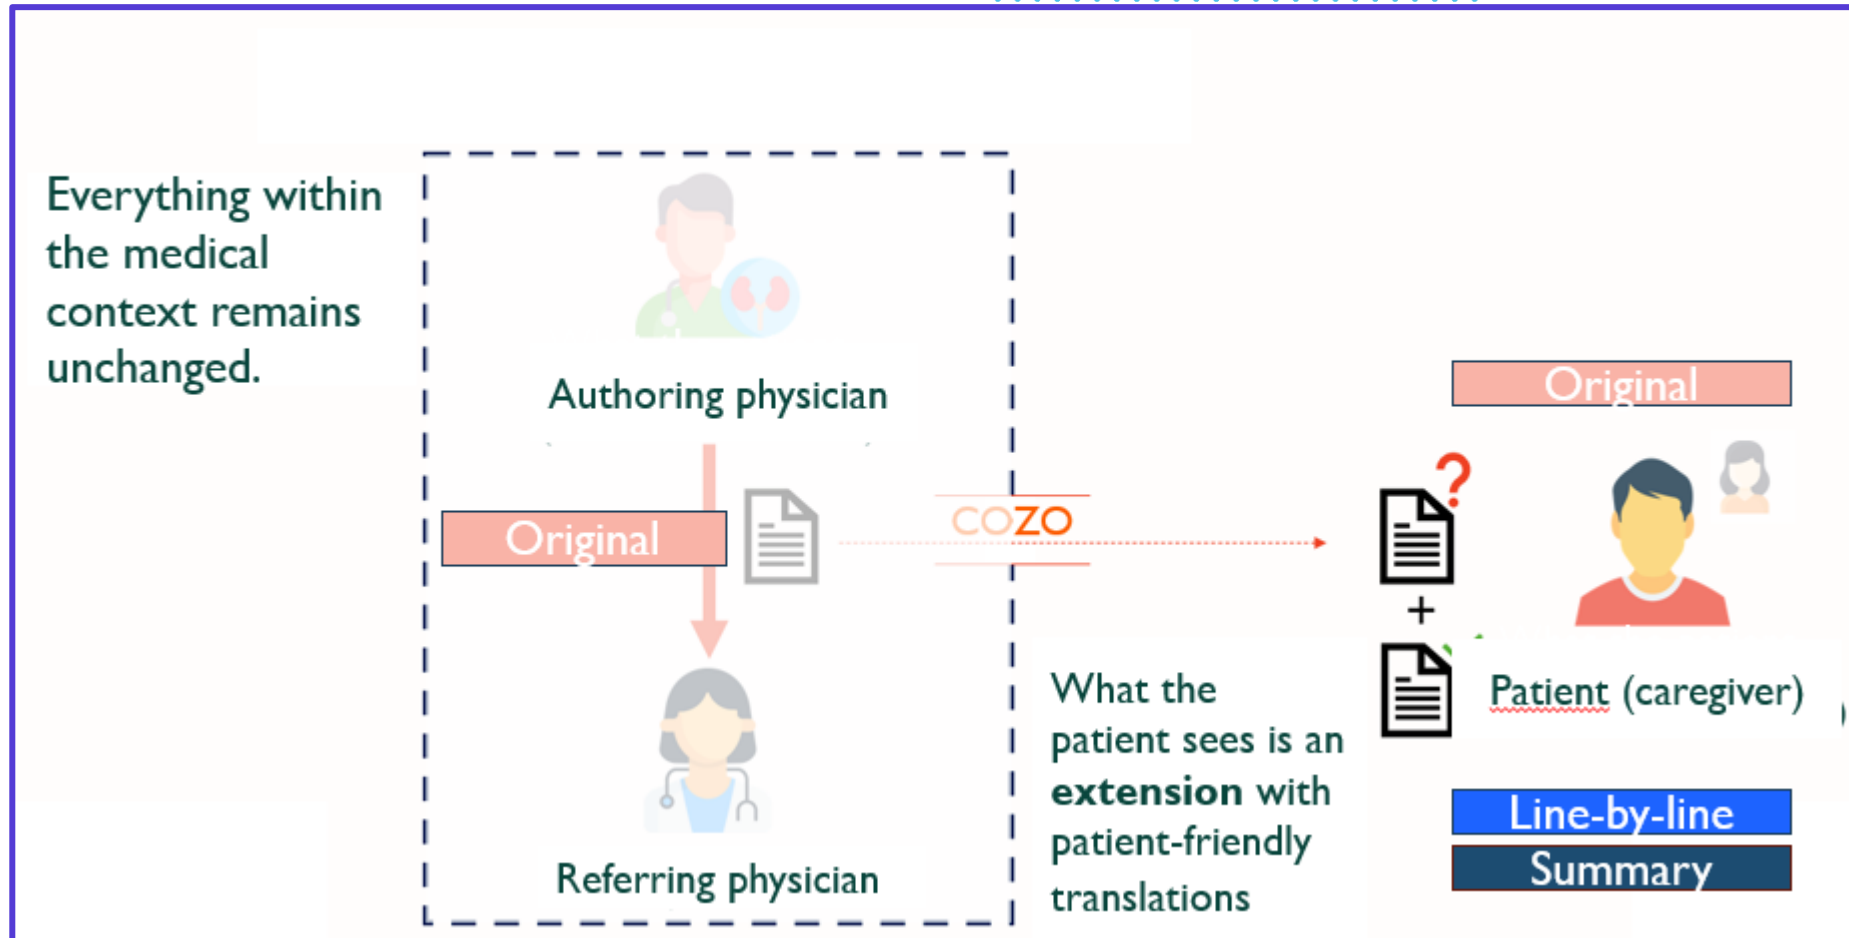 Everything within
the medical
context remains
unchanged.
Authoring physician
Original
COZO
Referring physician
What the
patient sees is an
extension with
patient-friendly
translations
Original
?
+
Patient (caregiver)
)
Line-by-line
Summary